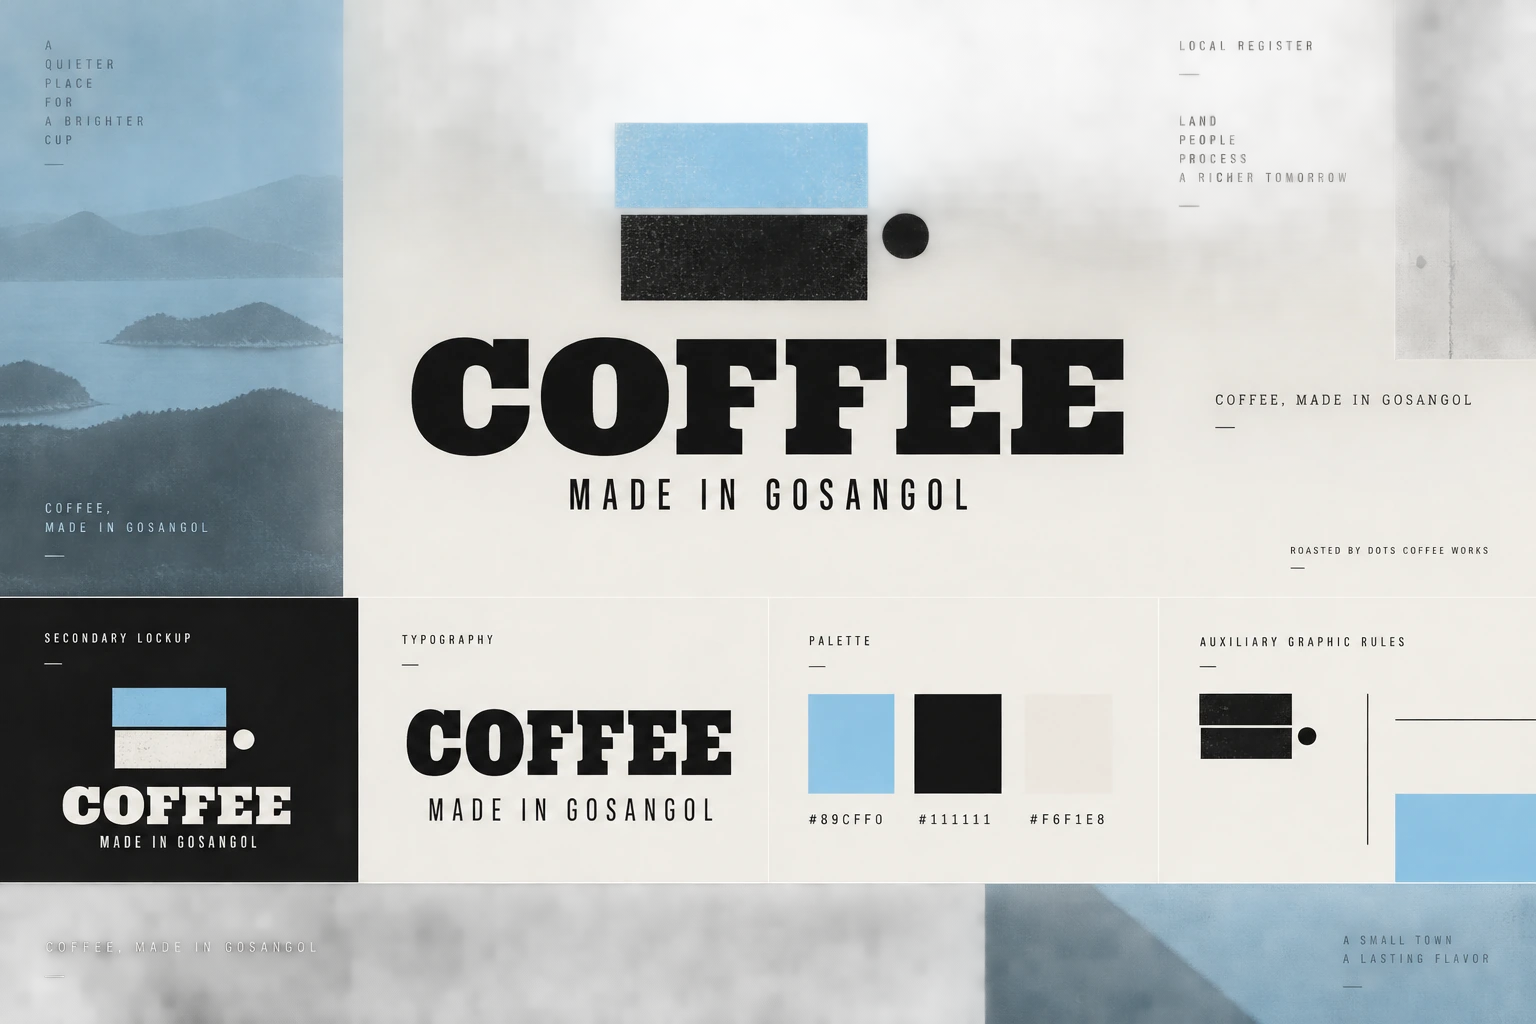 A
QUIETER
PLACE
FOR
A BRIGHTER
CUP
COFFEE,
MADE IN GOSANGOL
COFFEE
MADE IN GOSANGOL
LOCAL REGISTER
LAND
PEOPLE
PROCESS
A RICHER TOMORROW
COFFEE, MADE IN GOSANGOL
ROASTED BY DOTS COFFEE WORKS
SECONDARY LOCKUP
COFFEE
MADE IN GOSANGOL
TYPOGRAPHY
COFFEE
MADE IN GOSANGOL
PALETTE
#89CFF0
#111111
#F6F1E8
AUXILIARY GRAPHIC RULES
COFFEE, MADE IN GOSANGOL
A SMALL TOWN
A LASTING FLAVOR